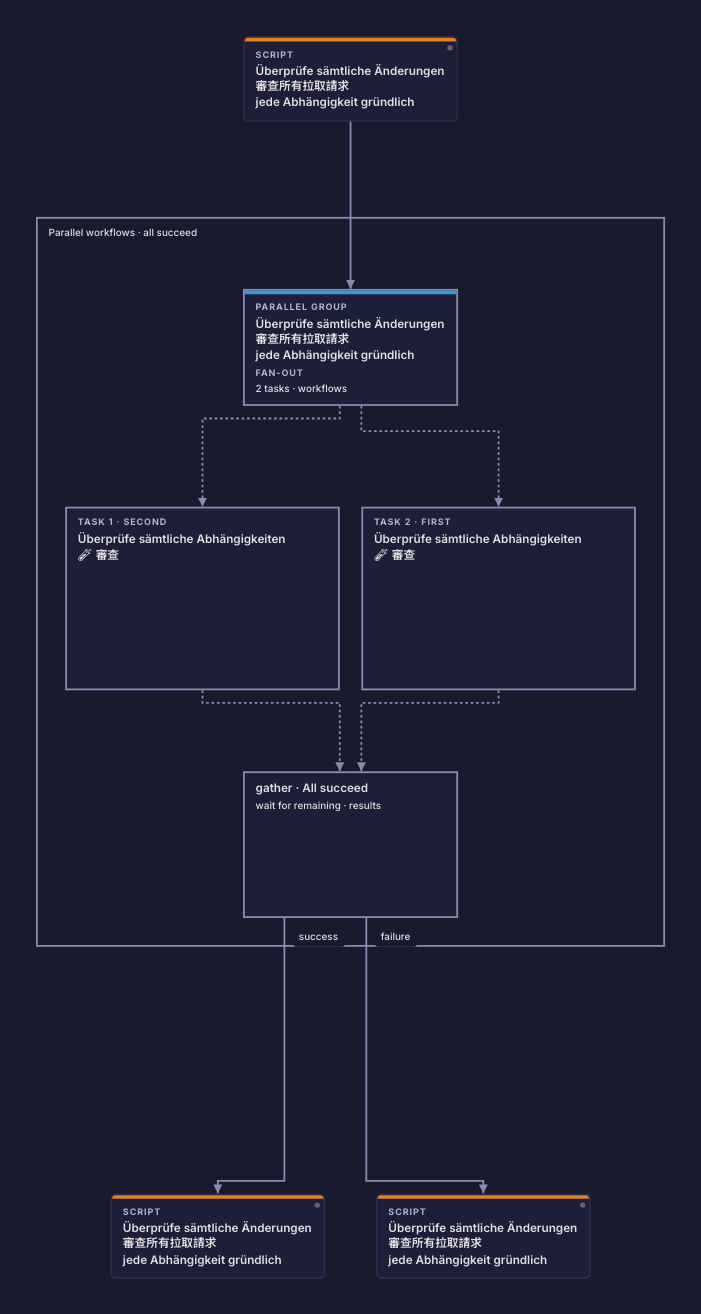 SCRIPT
Überprüfe sämtliche Änderungen
審查所有拉取請求
jede Abhängigkeit gründlich
Parallel workflows · all succeed
PARALLEL GROUP
Überprüfe sämtliche Änderungen
審查所有拉取請求
jede Abhängigkeit gründlich
FAN-OUT
2 tasks · workflows
TASK 1 · SECOND
Überprüfe sämtliche Abhängigkeiten
🧪 審查
TASK 2 · FIRST
Überprüfe sämtliche Abhängigkeiten
🧪 審查
gather · All succeed
wait for remaining · results
success
failure
SCRIPT
Überprüfe sämtliche Änderungen
審查所有拉取請求
jede Abhängigkeit gründlich
SCRIPT
Überprüfe sämtliche Änderungen
審查所有拉取請求
jede Abhängigkeit gründlich